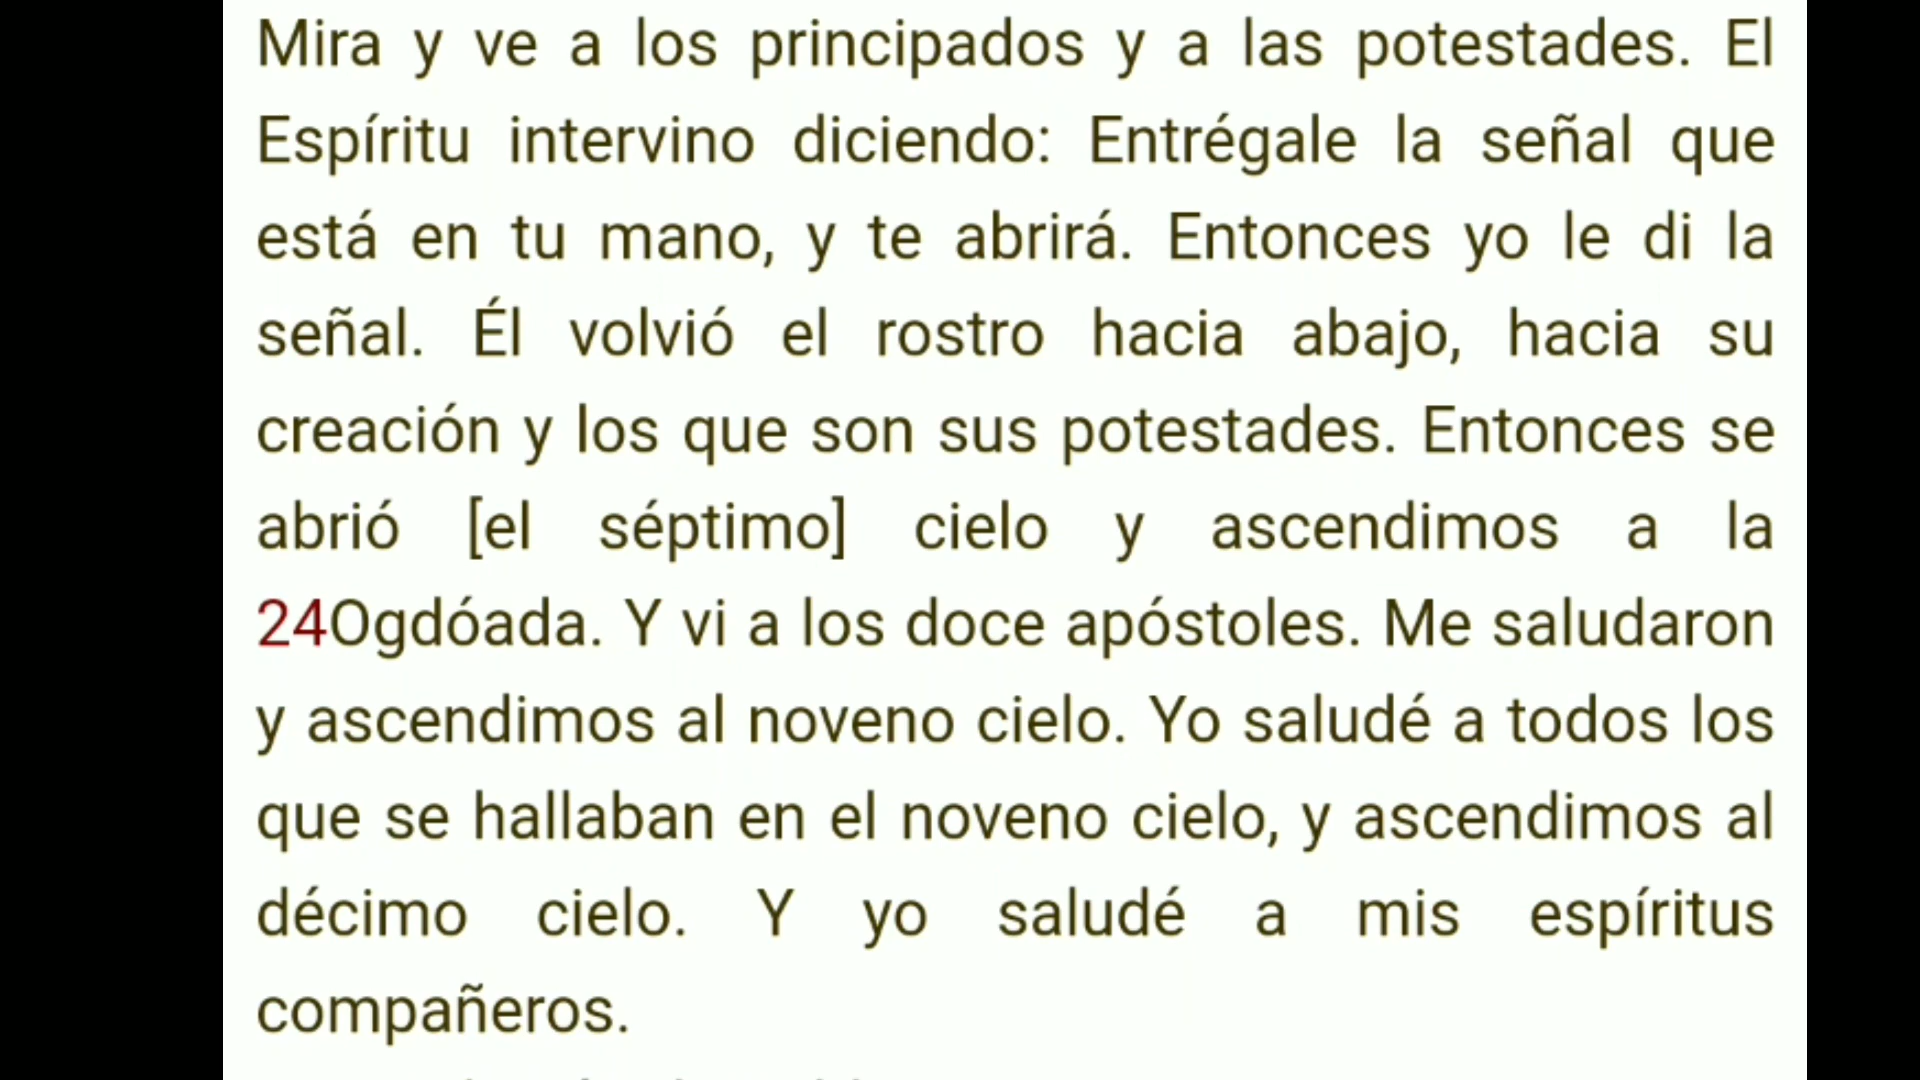 Mira y ve a los principados y a las potestades. El
Espíritu intervino diciendo: Entrégale la señal que
está en tu mano, y te abrirá. Entonces yo le di la
señal. Él volvió el rostro hacia abajo, hacia su
creación y los que son sus potestades. Entonces se
abrió [el séptimo] cielo y ascendimos a la
24Ogdóada. Y vi a los doce apóstoles. Me saludaron
y ascendimos al noveno cielo. Yo saludé a todos los
que se hallaban en el noveno cielo, y ascendimos al
décimo cielo. Y yo saludé a mis espíritus
compañeros.